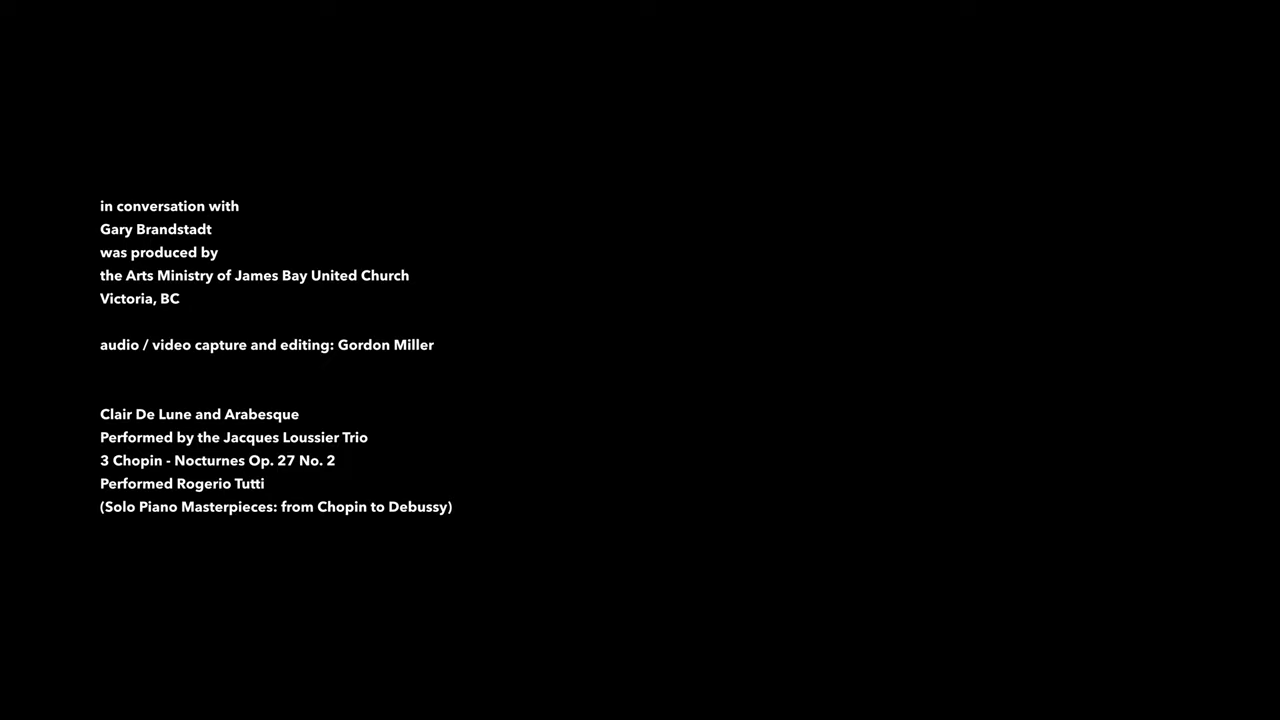 in conversation with
Gary Brandstadt
was produced by
the Arts Ministry of James Bay United Church
Victoria, BC
audio / video capture and editing: Gordon Miller
Clair De Lune and Arabesque
Performed by the Jacques Loussier Trio
3 Chopin - Nocturnes Op. 27 No. 2
Performed Rogerio Tutti
(Solo Piano Masterpieces: from Chopin to Debussy)